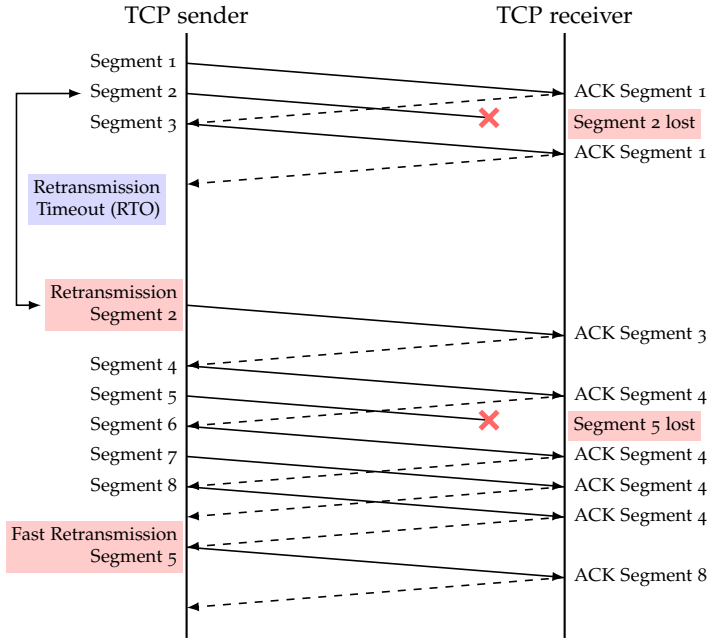 TCP sender
TCP receiver
Segment 1
Segment 2
ACK Segment 1
Segment 3
Segment 2 lost
ACK Segment 1
Retransmission
Timeout (RTO)
Retransmission
Segment 2
ACK Segment 3
Segment 4
Segment 5
ACK Segment 4
Segment 6
Segment 5 lost
Segment 7
ACK Segment 4
Segment 8
ACK Segment 4
ACK Segment 4
Fast Retransmission
Segment 5
ACK Segment 8